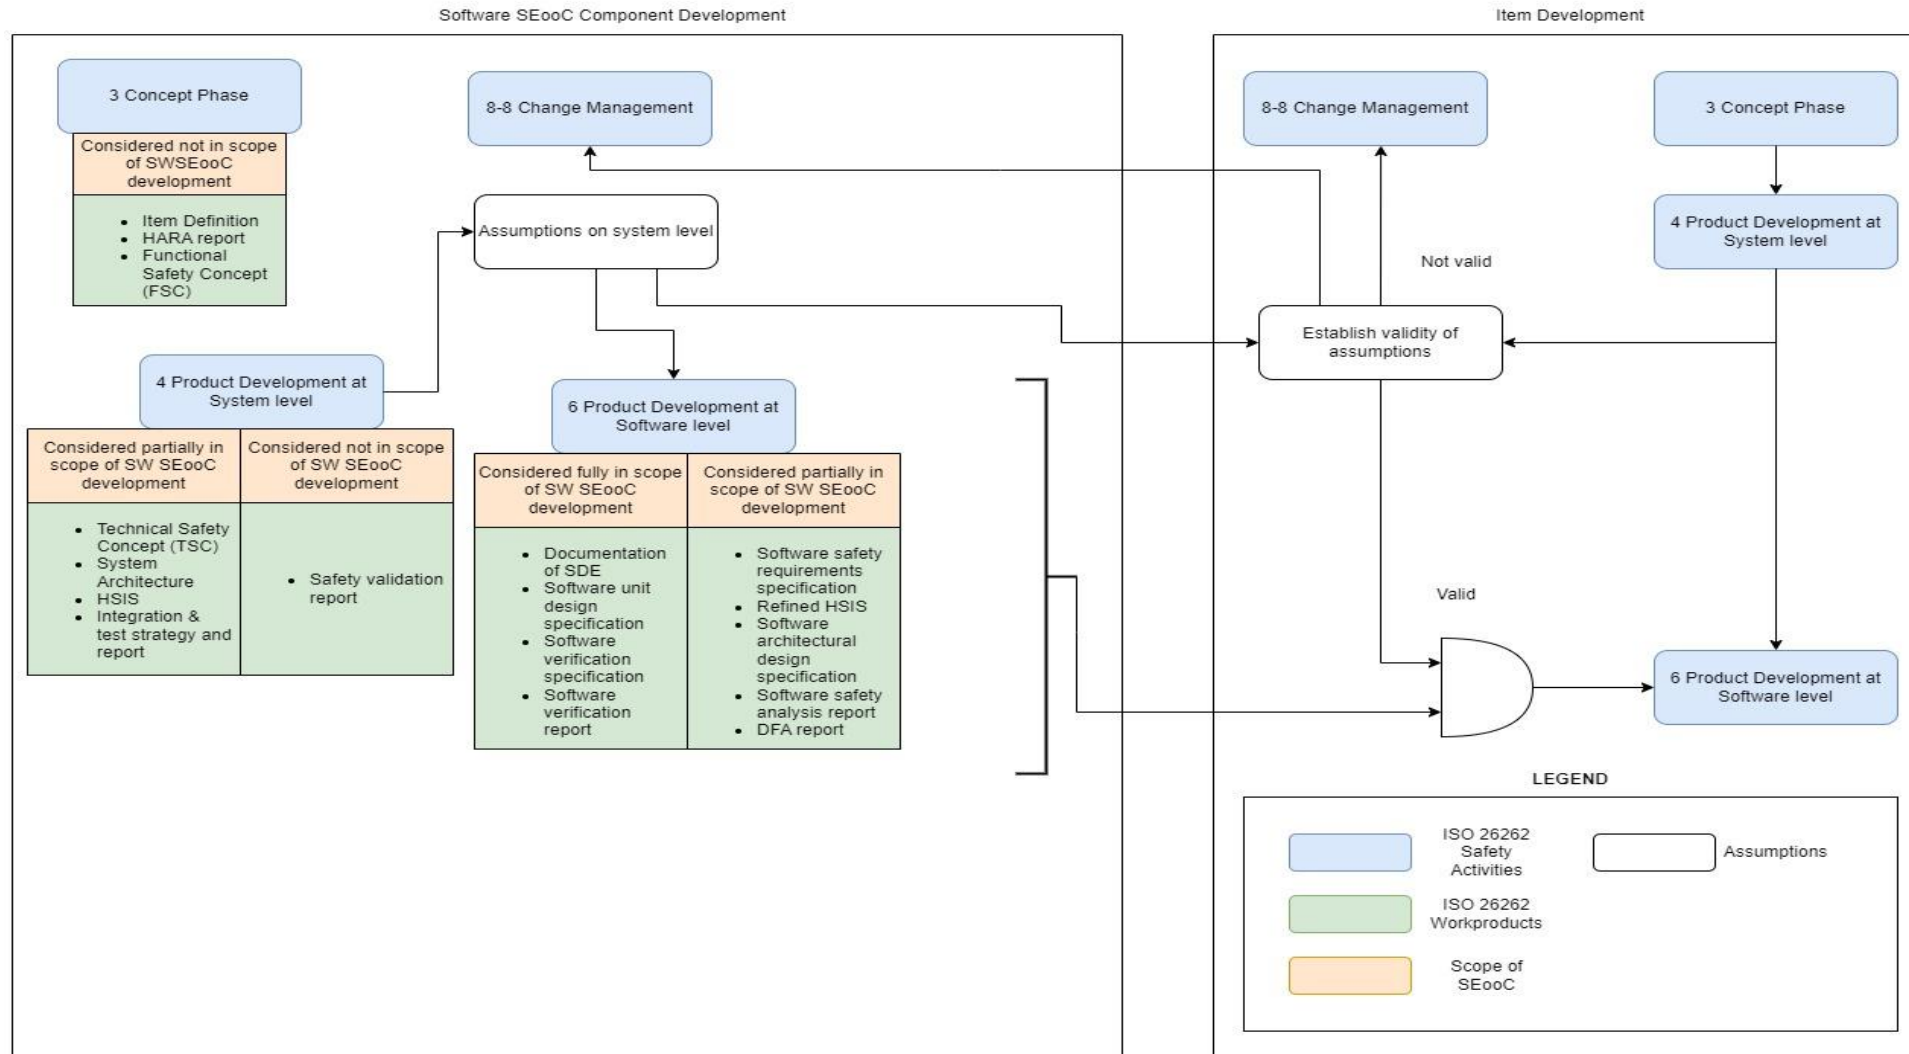 Software SEooC Component Development
Item Development
3 Concept Phase
Considered not in scope
of SWSEooC
development
• Item Definition
• HARA report
• Functional
Safety Concept
(FSC)
8-8 Change Management
Assumptions on system level
4 Product Development at
System level
Considered partially in
scope of SW SEooC
development
Considered not in scope
of SW SEooC
development
• Technical Safety
Concept (TSC)
• System
Architecture
• HSIS
• Integration &
test strategy and
report
• Safety validation
report
6 Product Development at
Software level
Considered fully in scope
of SW SEooC
development
Considered partially in
scope of SW SEooC
development
• Documentation
of SDE
• Software unit
design
specification
• Software
verification
specification
• Software
verification
report
• Software safety
requirements
specification
• Refined HSIS
• Software
architectural
design
specification
• Software safety
analysis report
• DFA report
8-8 Change Management
3 Concept Phase
4 Product Development at
System level
Not valid
Establish validity of
assumptions
Valid
6 Product Development at
Software level
LEGEND
ISO 26262
Safety
Activities
Assumptions
ISO 26262
Workproducts
Scope of
SEooC